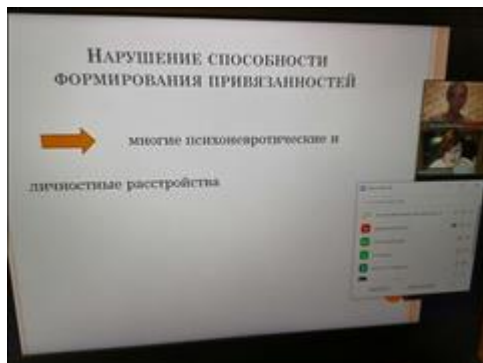 Нарушение способности
формирования привязанностей
многие психоневротические и
личностные расстройства